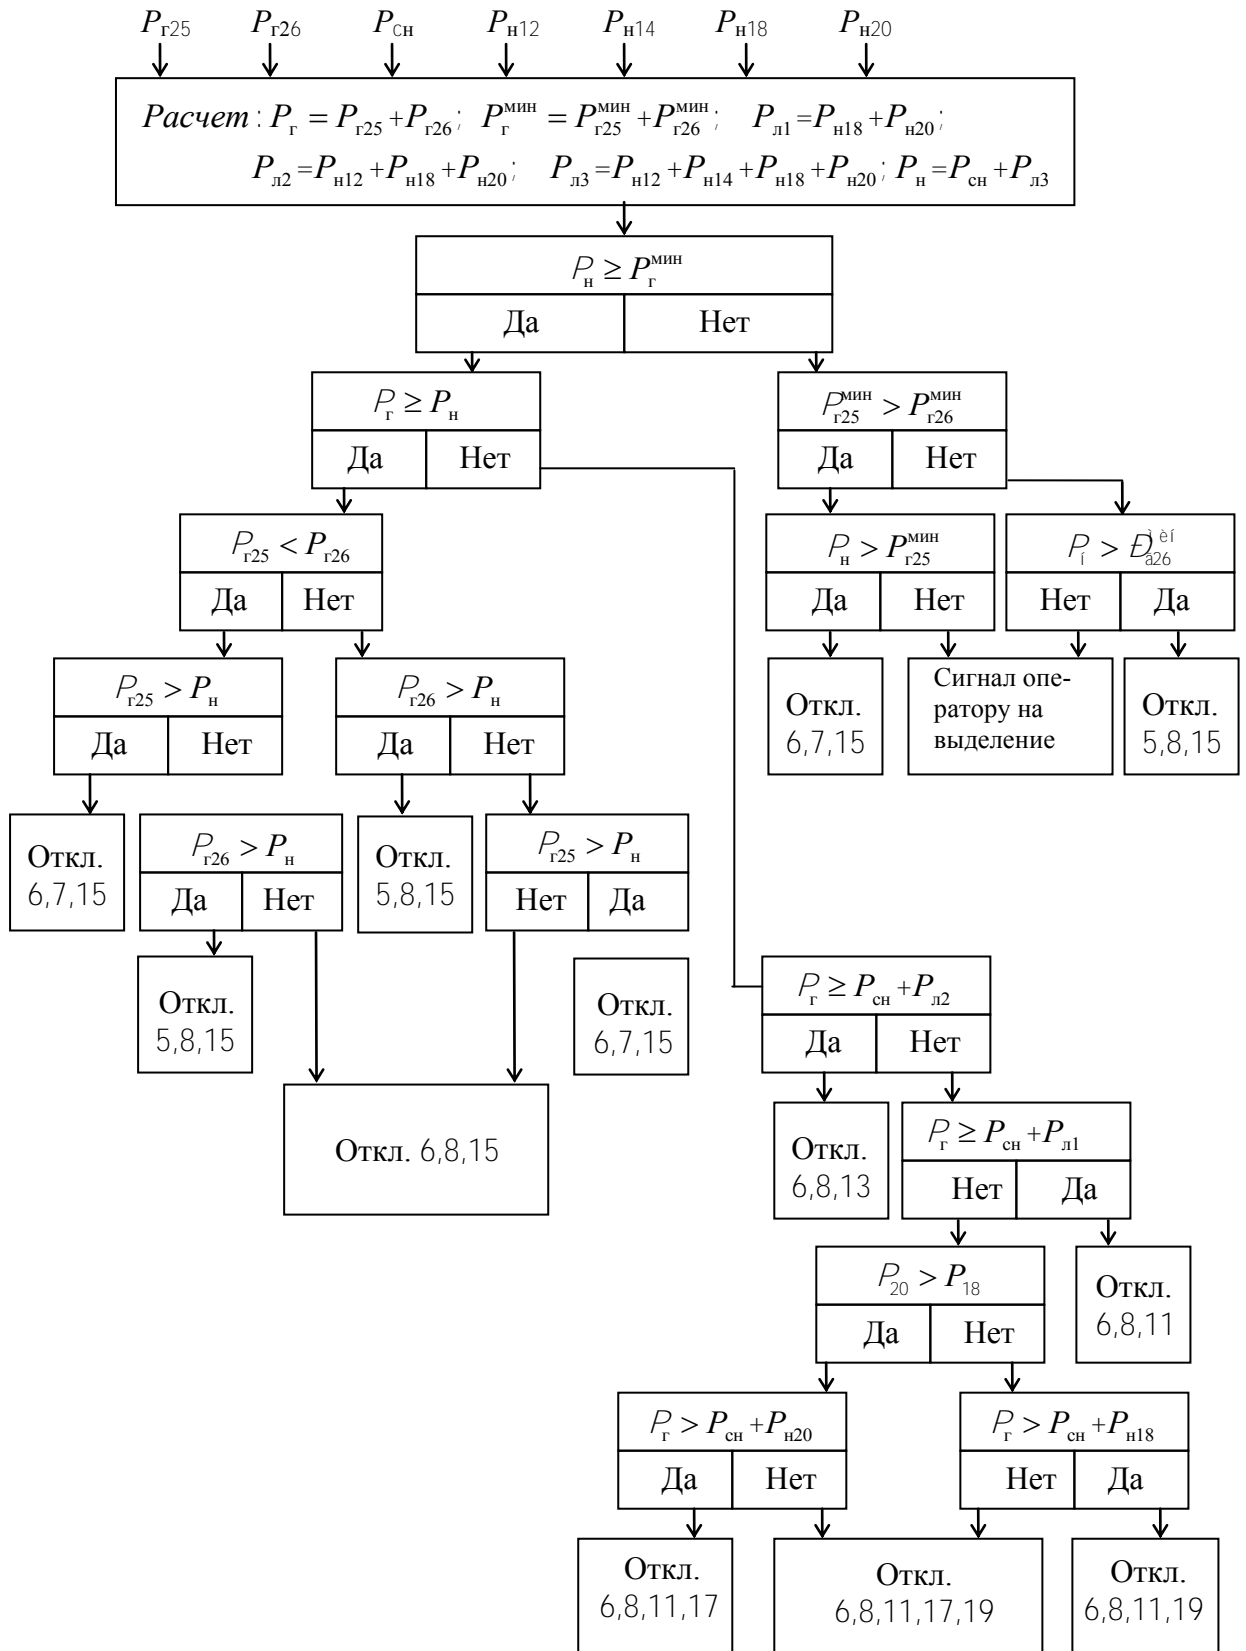 Pг25 Pг26 Pсн Pн12 Pн14 Pн18 Pн20
Расчет: Pг = Pг25 + Pг26; Pгмин = Pг25мин + Pг26мин; Pл1 = Pн18 + Pн20;
Pл2 = Pн12 + Pн18 + Pн20; Pл3 = Pн12 + Pн14 + Pн18 + Pн20; Pн = Pсн + Pл3
Pн ≥ Pгмин
Да Нет
Pг ≥ Pн
Да Нет
Pг25мин > Pг26мин
Да Нет
Pг25 < Pг26
Да Нет
Pн > Pг25мин
Да Нет
Pí > Ðã26ìèí
Нет Да
Pг25 > Pн
Да Нет
Pг26 > Pн
Да Нет
Откл.
6,7,15
Сигнал опе-
ратору на
выделение
Откл.
5,8,15
Откл.
6,7,15
Pг26 > Pн
Да Нет
Откл.
5,8,15
Pг25 > Pн
Нет Да
Откл.
5,8,15
Откл.
6,7,15
Откл. 6,8,15
Pг ≥ Pсн + Pл2
Да Нет
Откл.
6,8,13
Pг ≥ Pсн + Pл1
Нет Да
P20 > P18
Да Нет
Откл.
6,8,11
Pг > Pсн + Pн20
Да Нет
Pг > Pсн + Pн18
Нет Да
Откл.
6,8,11,17
Откл.
6,8,11,17,19
Откл.
6,8,11,19